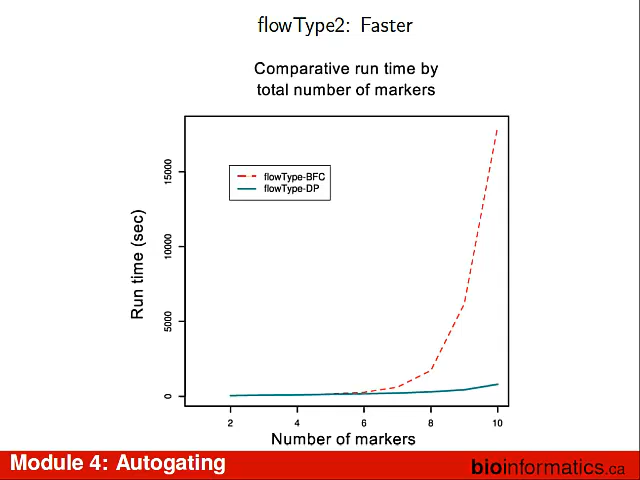 flowType2: Faster
Comparative run time by
total number of markers
15000
10000
5000
0
Run time (sec)
flowType-BFC
flowType-DP
2 4 6 8 10
Number of markers
Module 4: Autogating
bioinformatics.ca